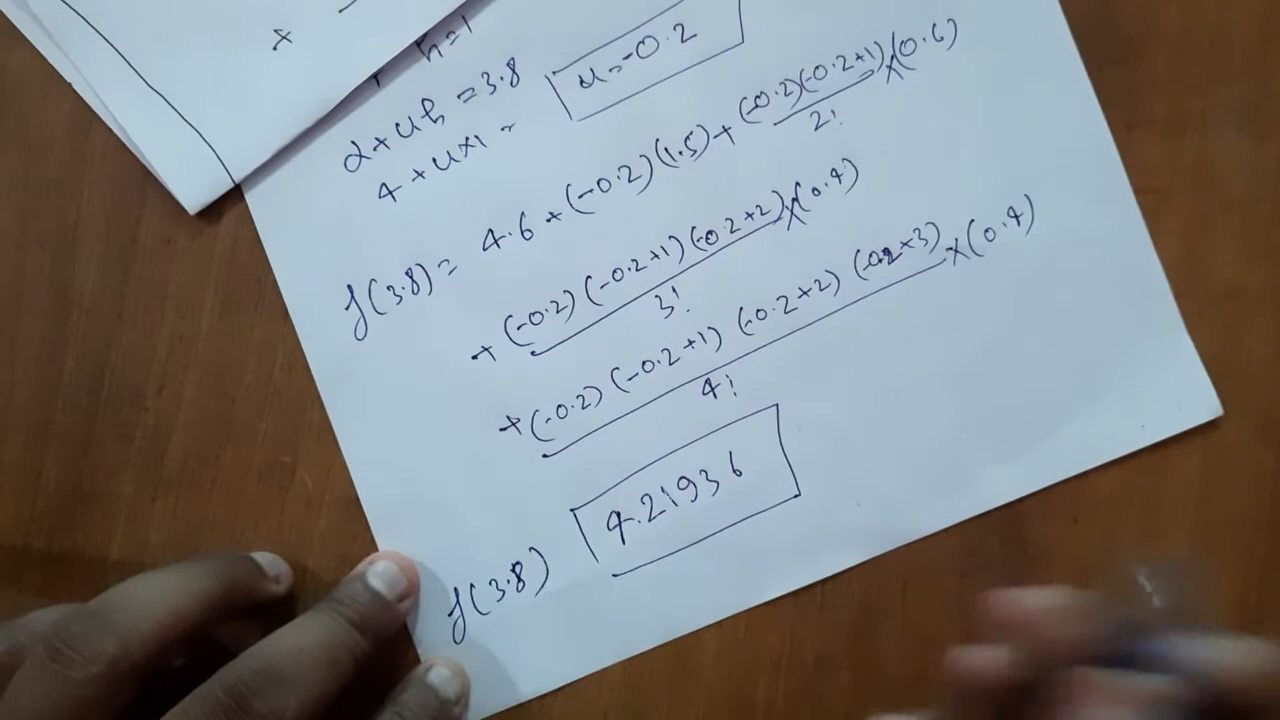 h=1
α+uh = 3.8
4+u×1 =
u=-0.2
f(3.8) = 4.6 + (-0.2)(1.5) + (-0.2)(-0.2+1)/2! × (0.6)
+ (-0.2)(-0.2+1)(-0.2+2)/3! × (0.4)
+ (-0.2)(-0.2+1)(-0.2+2)(-0.2+3)/4! × (0.4)
f(3.8) 4.21936